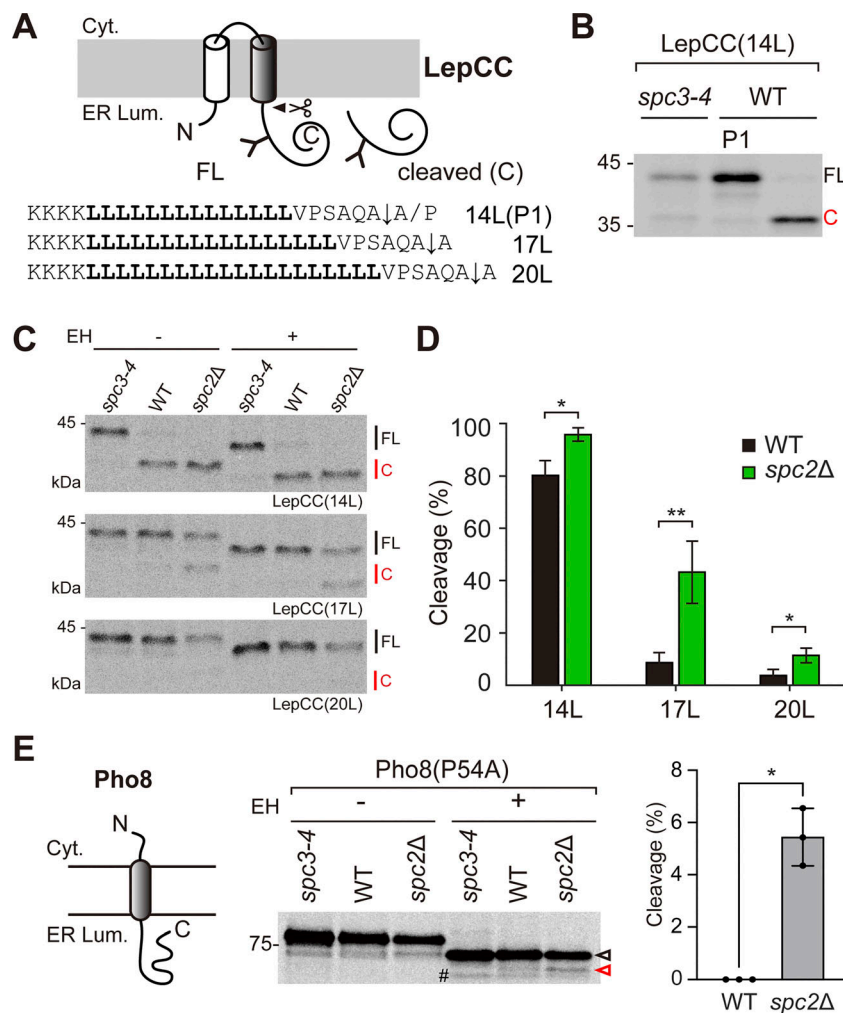 A
Cyt.
LepCC
ER Lum.
N
C
FL
cleaved (C)
KKKKLLLLLLLLLLLLLLVPSAQA↓A/P 14L(P1)
KKKKLLLLLLLLLLLLLLLLLVPSAQA↓A 17L
KKKKLLLLLLLLLLLLLLLLLLLLVPSAQA↓A 20L
B
LepCC(14L)
spc3-4 WT
P1
45
FL
35
C
C
EH - +
spc3-4 WT spc2Δ spc3-4 WT spc2Δ
45
FL
C
kDa
LepCC(14L)
45
FL
C
kDa
LepCC(17L)
45
FL
C
kDa
LepCC(20L)
D
Cleavage (%)
100
80
60
40
20
0
* ** *
WT
spc2Δ
14L 17L 20L
E
Pho8
N
Cyt.
ER Lum.
C
Pho8(P54A)
EH - +
spc3-4 WT spc2Δ spc3-4 WT spc2Δ
75-
#
Cleavage (%)
8
6
4
2
0
*
WT spc2Δ